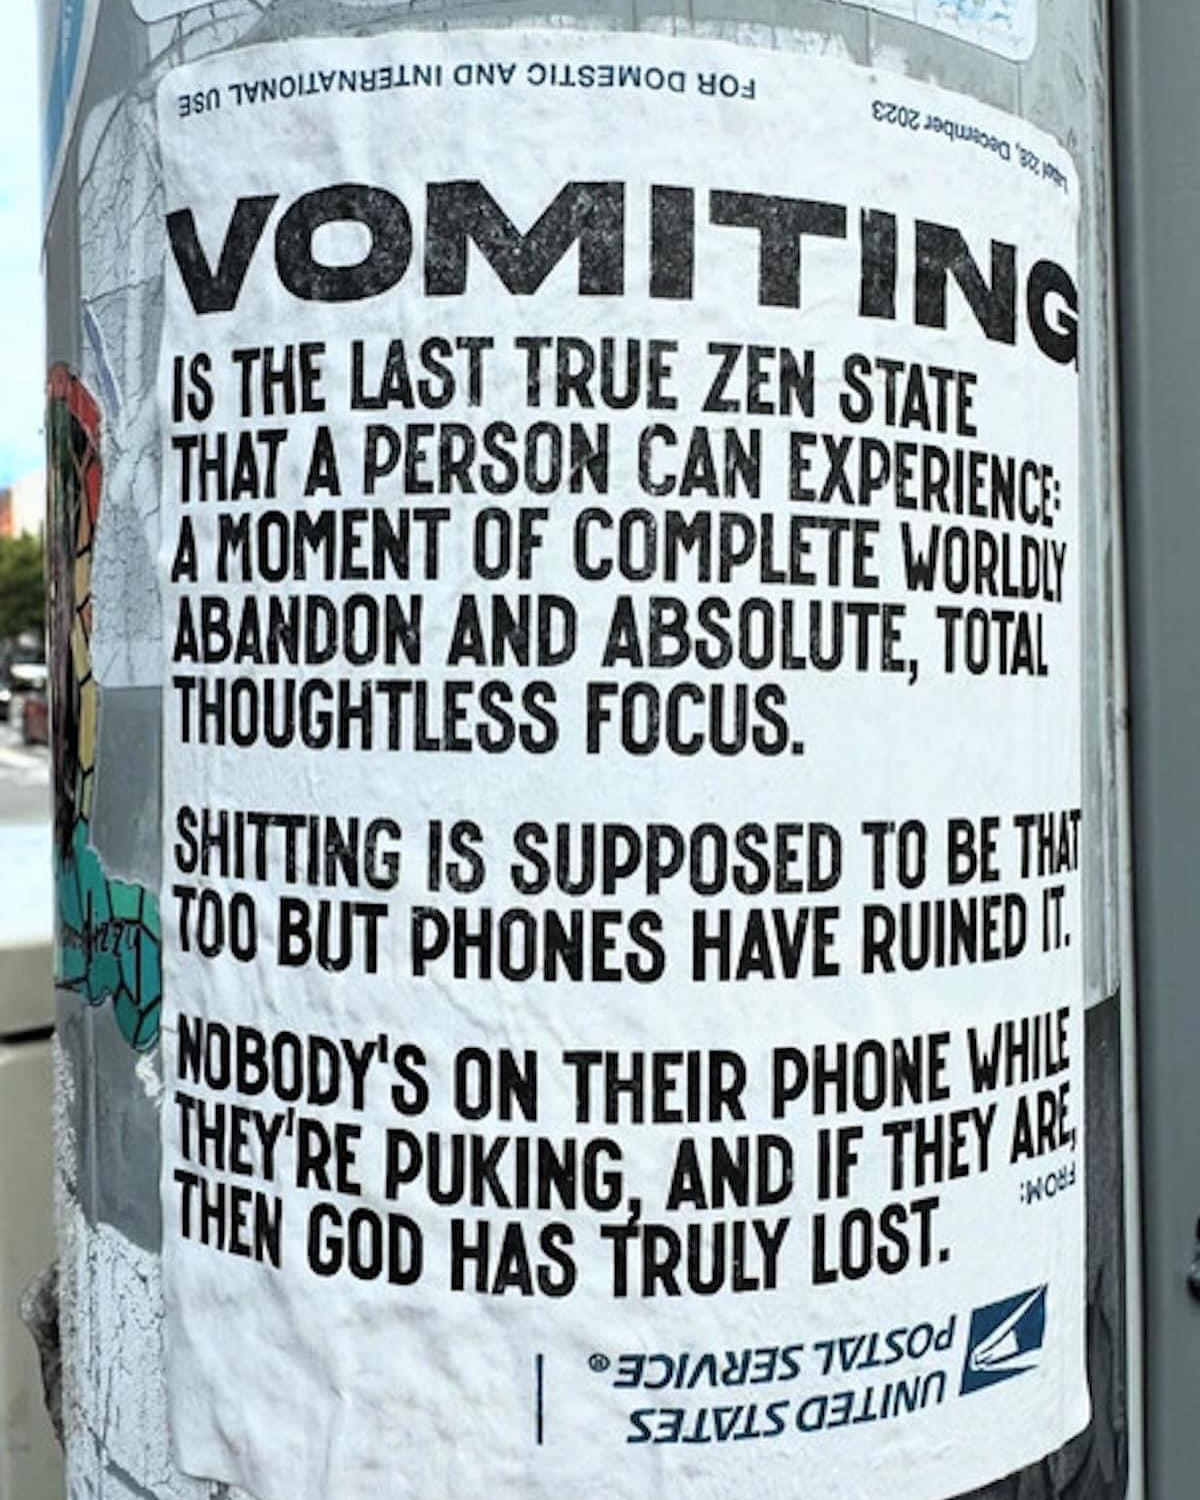 FOR DOMESTIC AND INTERNATIONAL USE
Label 228, December 2023
VOMITING
IS THE LAST TRUE ZEN STATE
THAT A PERSON CAN EXPERIENCE:
A MOMENT OF COMPLETE WORLDLY
ABANDON AND ABSOLUTE, TOTAL
THOUGHTLESS FOCUS.
SHITTING IS SUPPOSED TO BE THAT
TOO BUT PHONES HAVE RUINED IT.
NOBODY'S ON THEIR PHONE WHILE
THEY'RE PUKING, AND IF THEY ARE,
THEN GOD HAS TRULY LOST.
FROM:
UNITED STATES
POSTAL SERVICE®